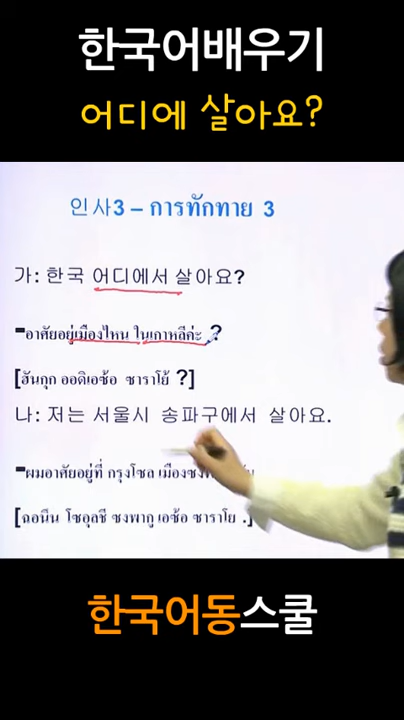 한국어배우기
어디에 살아요?
인사3 – การทักทาย 3
가: 한국 어디에서 살아요?
-อาศัยอยู่เมืองไหน ในเกาหลีค่ะ ?
[ฮันกุก ออดิเอซ้อ ซาราโย้ ?]
나: 저는 서울시 송파구에서 살아요.
-ผมอาศัยอยู่ที่ กรุงโซล
[ฉอนึน โซอุลชี ซงพากู เอซ้อ ซาราโย .]
한국어동스쿨